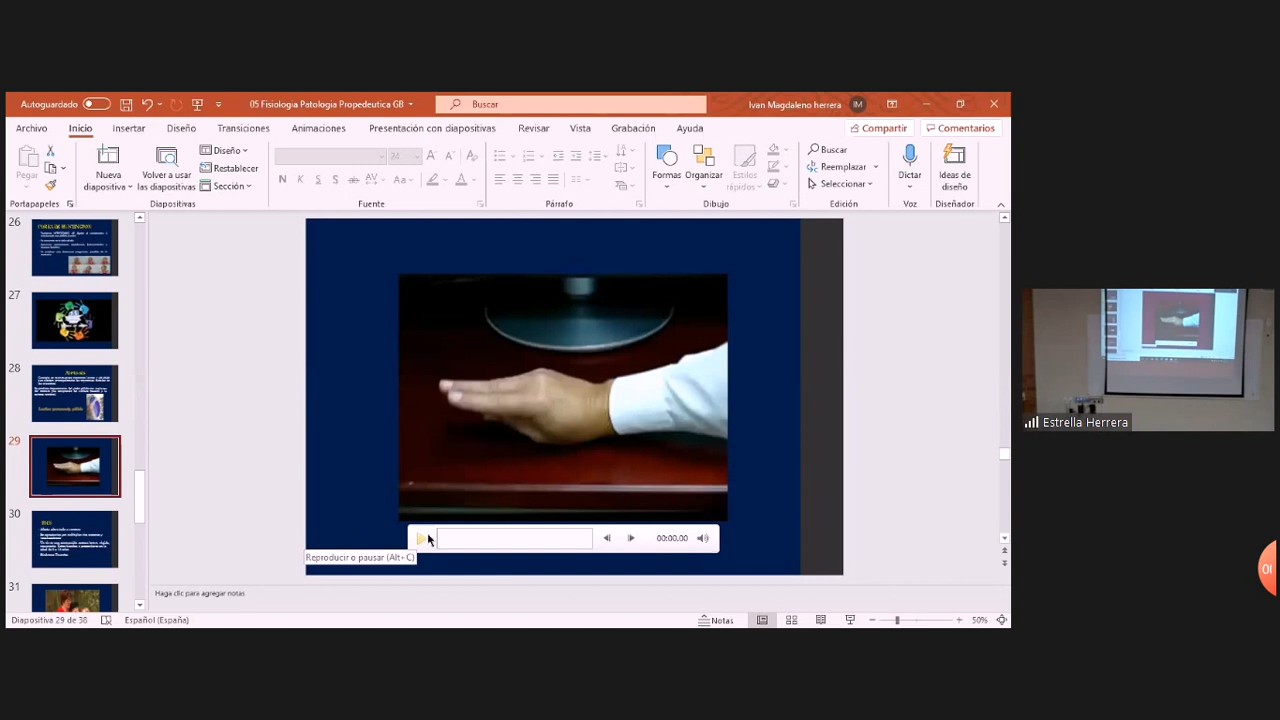 Autoguardado
05 Fisiologia Patologia Propedeutica GB
Buscar
Ivan Magdaleno herrera
IM
Archivo Inicio Insertar Diseño Transiciones Animaciones Presentación con diapositivas Revisar Vista Grabación Ayuda
Compartir Comentarios
Pegar
Nueva diapositiva
Volver a usar las diapositivas
Diseño
Restablecer
Sección
24
N K S
Formas
Organizar
Estilos rápidos
Buscar
Reemplazar
Seleccionar
Dictar
Ideas de diseño
Portapapeles Diapositivas Fuente Párrafo Dibujo Edición Voz Diseñador
26
27
28
29
30
31
00:00.00
Reproducir o pausar (Alt+C)
Haga clic para agregar notas
Diapositiva 29 de 38
Español (España)
Notas
50%
Estrella Herrera